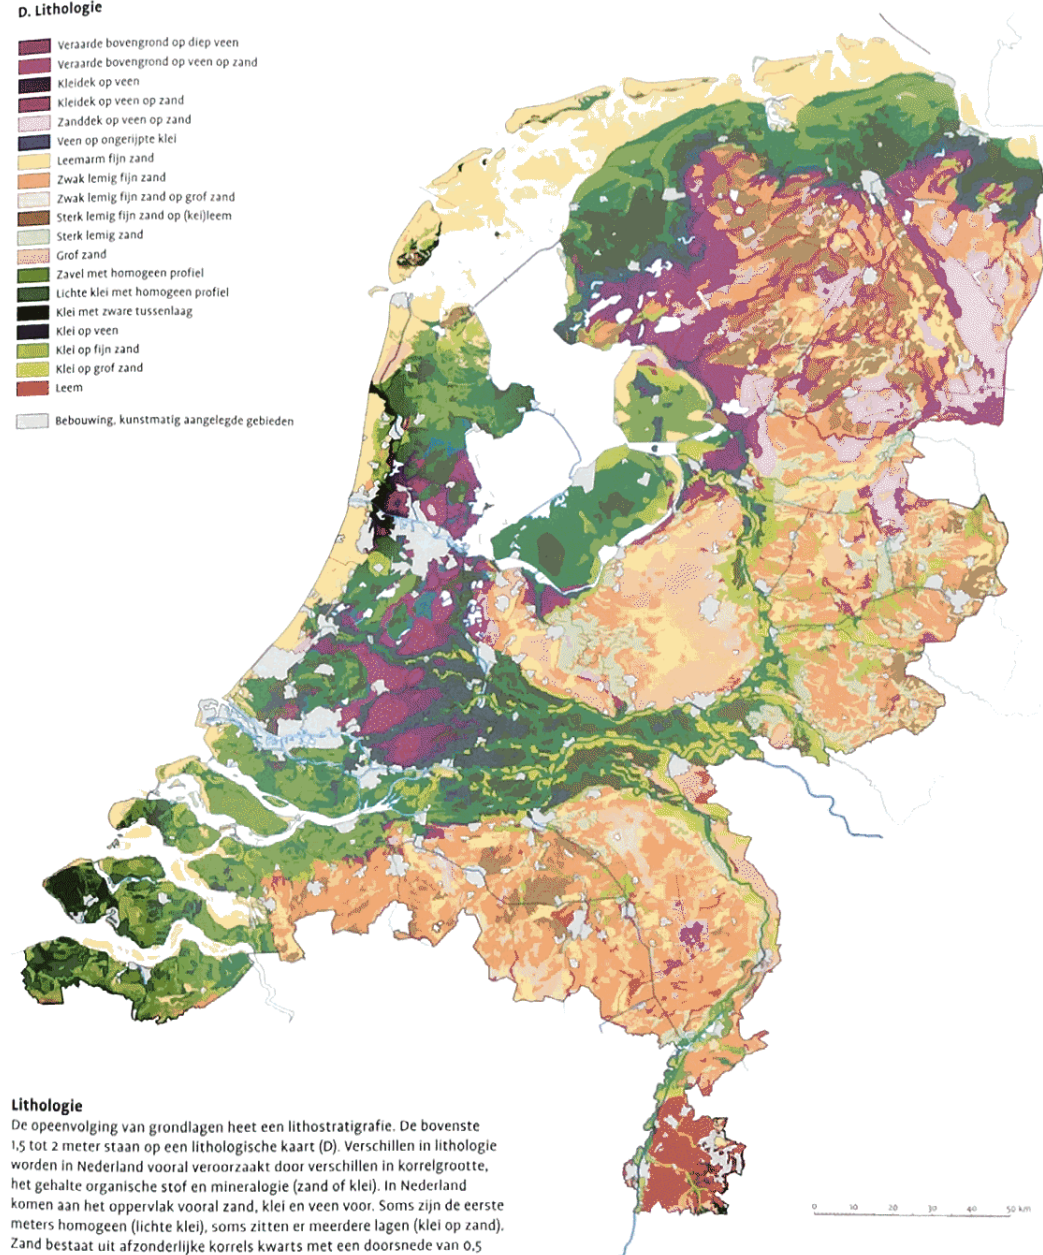 D. Lithologie
Veraarde bovengrond op diep veen
Veraarde bovengrond op veen op zand
Kleidek op veen
Kleidek op veen op zand
Zanddek op veen op zand
Veen op ongerijpte klei
Leemarm fijn zand
Zwak lemig fijn zand
Zwak lemig fijn zand op grof zand
Sterk lemig fijn zand op (kei)leem
Sterk lemig zand
Grof zand
Zavel met homogeen profiel
Lichte klei met homogeen profiel
Klei met zware tussenlaag
Klei op veen
Klei op fijn zand
Klei op grof zand
Leem
Bebouwing, kunstmatig aangelegde gebieden
Lithologie
De opeenvolging van grondlagen heet een lithostratigrafie. De bovenste
1,5 tot 2 meter staan op een lithologische kaart (D). Verschillen in lithologie
worden in Nederland vooral veroorzaakt door verschillen in korrelgrootte,
het gehalte organische stof en mineralogie (zand of klei). In Nederland
komen aan het oppervlak vooral zand, klei en veen voor. Soms zijn de eerste
meters homogeen (lichte klei), soms zitten er meerdere lagen (klei op zand).
Zand bestaat uit afzonderlijke korrels kwarts met een doorsnede van 0,5
0 10 20 30 40 50 km